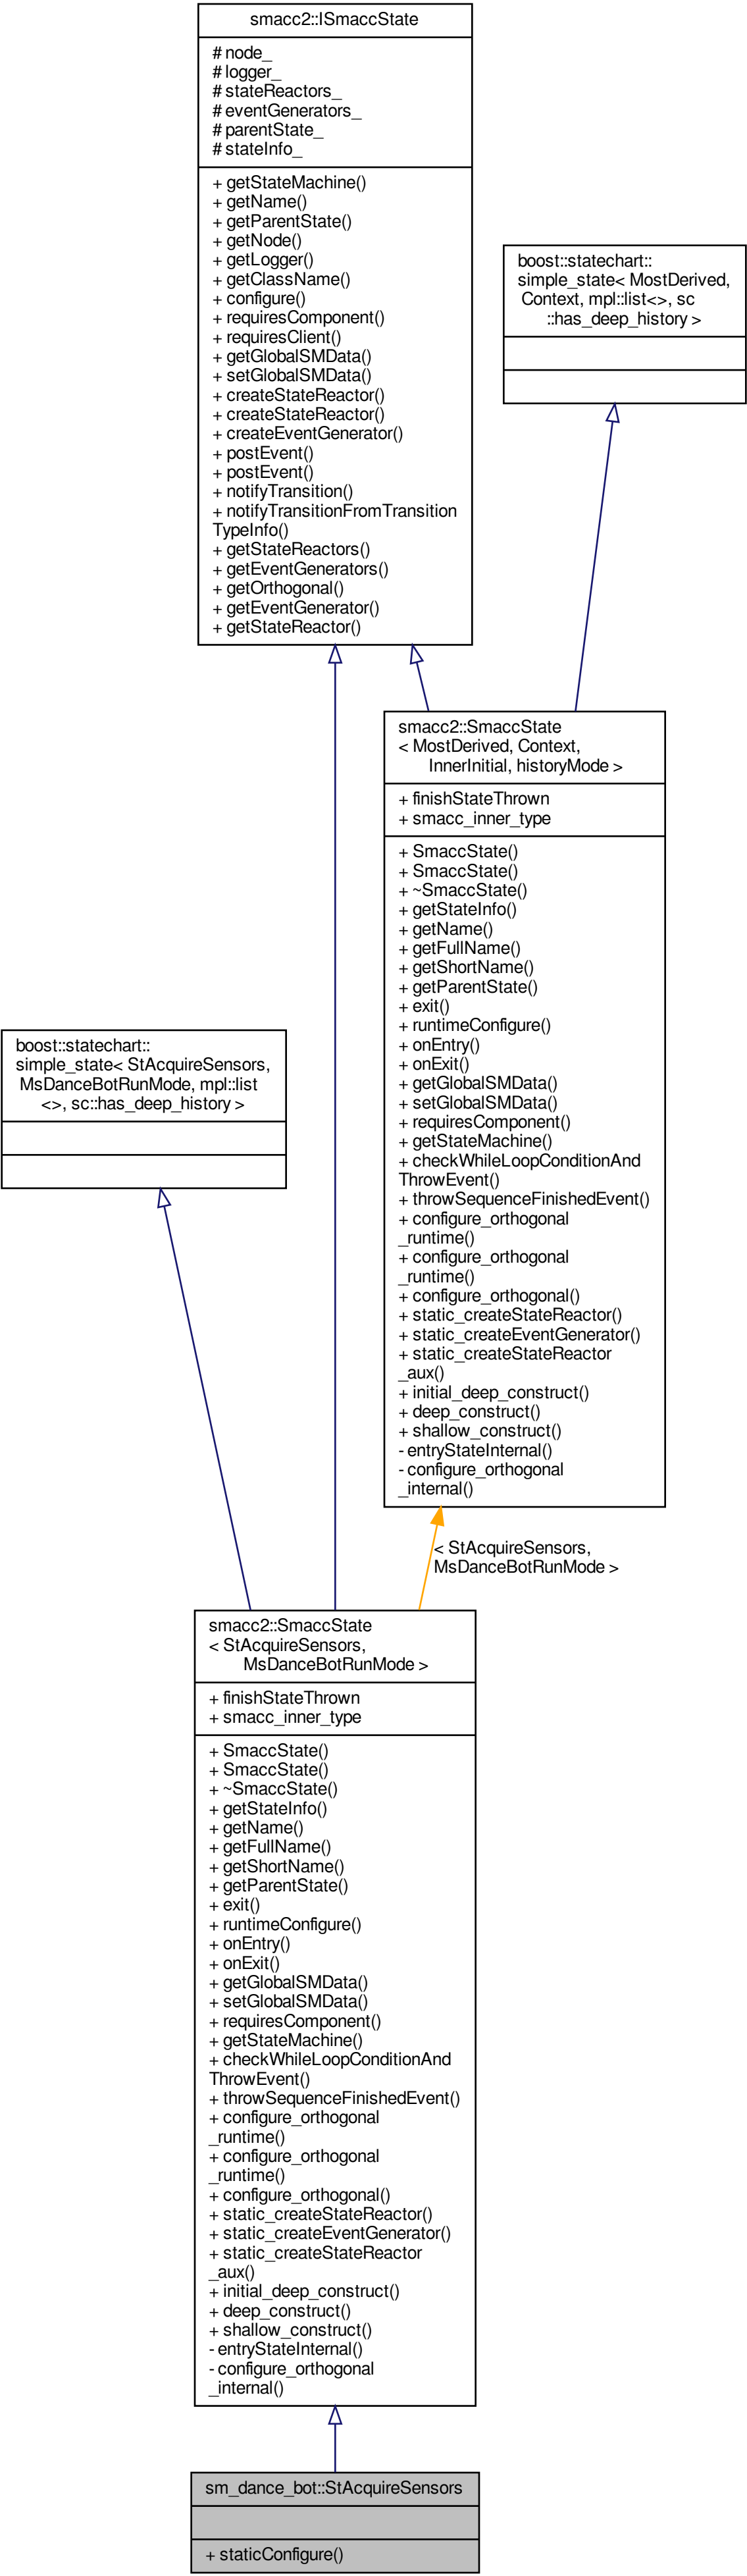 smacc2::ISmaccState
# node_
# logger_
# stateReactors_
# eventGenerators_
# parentState_
# stateInfo_
+ getStateMachine()
+ getName()
+ getParentState()
+ getNode()
+ getLogger()
+ getClassName()
+ configure()
+ requiresComponent()
+ requiresClient()
+ getGlobalSMData()
+ setGlobalSMData()
+ createStateReactor()
+ createStateReactor()
+ createEventGenerator()
+ postEvent()
+ postEvent()
+ notifyTransition()
+ notifyTransitionFromTransition
TypeInfo()
+ getStateReactors()
+ getEventGenerators()
+ getOrthogonal()
+ getEventGenerator()
+ getStateReactor()
boost::statechart::
simple_state< MostDerived,
Context, mpl::list<>, sc
::has_deep_history >
smacc2::SmaccState
< MostDerived, Context,
InnerInitial, historyMode >
+ finishStateThrown
+ smacc_inner_type
+ SmaccState()
+ SmaccState()
+ ~SmaccState()
+ getStateInfo()
+ getName()
+ getFullName()
+ getShortName()
+ getParentState()
+ exit()
+ runtimeConfigure()
+ onEntry()
+ onExit()
+ getGlobalSMData()
+ setGlobalSMData()
+ requiresComponent()
+ getStateMachine()
+ checkWhileLoopConditionAnd
ThrowEvent()
+ throwSequenceFinishedEvent()
+ configure_orthogonal
_runtime()
+ configure_orthogonal
_runtime()
+ configure_orthogonal()
+ static_createStateReactor()
+ static_createEventGenerator()
+ static_createStateReactor
_aux()
+ initial_deep_construct()
+ deep_construct()
+ shallow_construct()
- entryStateInternal()
- configure_orthogonal
_internal()
boost::statechart::
simple_state< StAcquireSensors,
MsDanceBotRunMode, mpl::list
<>, sc::has_deep_history >
< StAcquireSensors,
MsDanceBotRunMode >
smacc2::SmaccState
< StAcquireSensors,
MsDanceBotRunMode >
+ finishStateThrown
+ smacc_inner_type
+ SmaccState()
+ SmaccState()
+ ~SmaccState()
+ getStateInfo()
+ getName()
+ getFullName()
+ getShortName()
+ getParentState()
+ exit()
+ runtimeConfigure()
+ onEntry()
+ onExit()
+ getGlobalSMData()
+ setGlobalSMData()
+ requiresComponent()
+ getStateMachine()
+ checkWhileLoopConditionAnd
ThrowEvent()
+ throwSequenceFinishedEvent()
+ configure_orthogonal
_runtime()
+ configure_orthogonal
_runtime()
+ configure_orthogonal()
+ static_createStateReactor()
+ static_createEventGenerator()
+ static_createStateReactor
_aux()
+ initial_deep_construct()
+ deep_construct()
+ shallow_construct()
- entryStateInternal()
- configure_orthogonal
_internal()
sm_dance_bot::StAcquireSensors
+ staticConfigure()